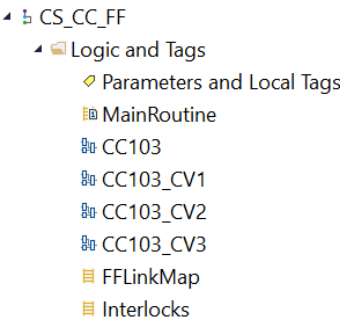 CS_CC_FF
Logic and Tags
Parameters and Local Tags
MainRoutine
CC103
CC103_CV1
CC103_CV2
CC103_CV3
FFLinkMap
Interlocks